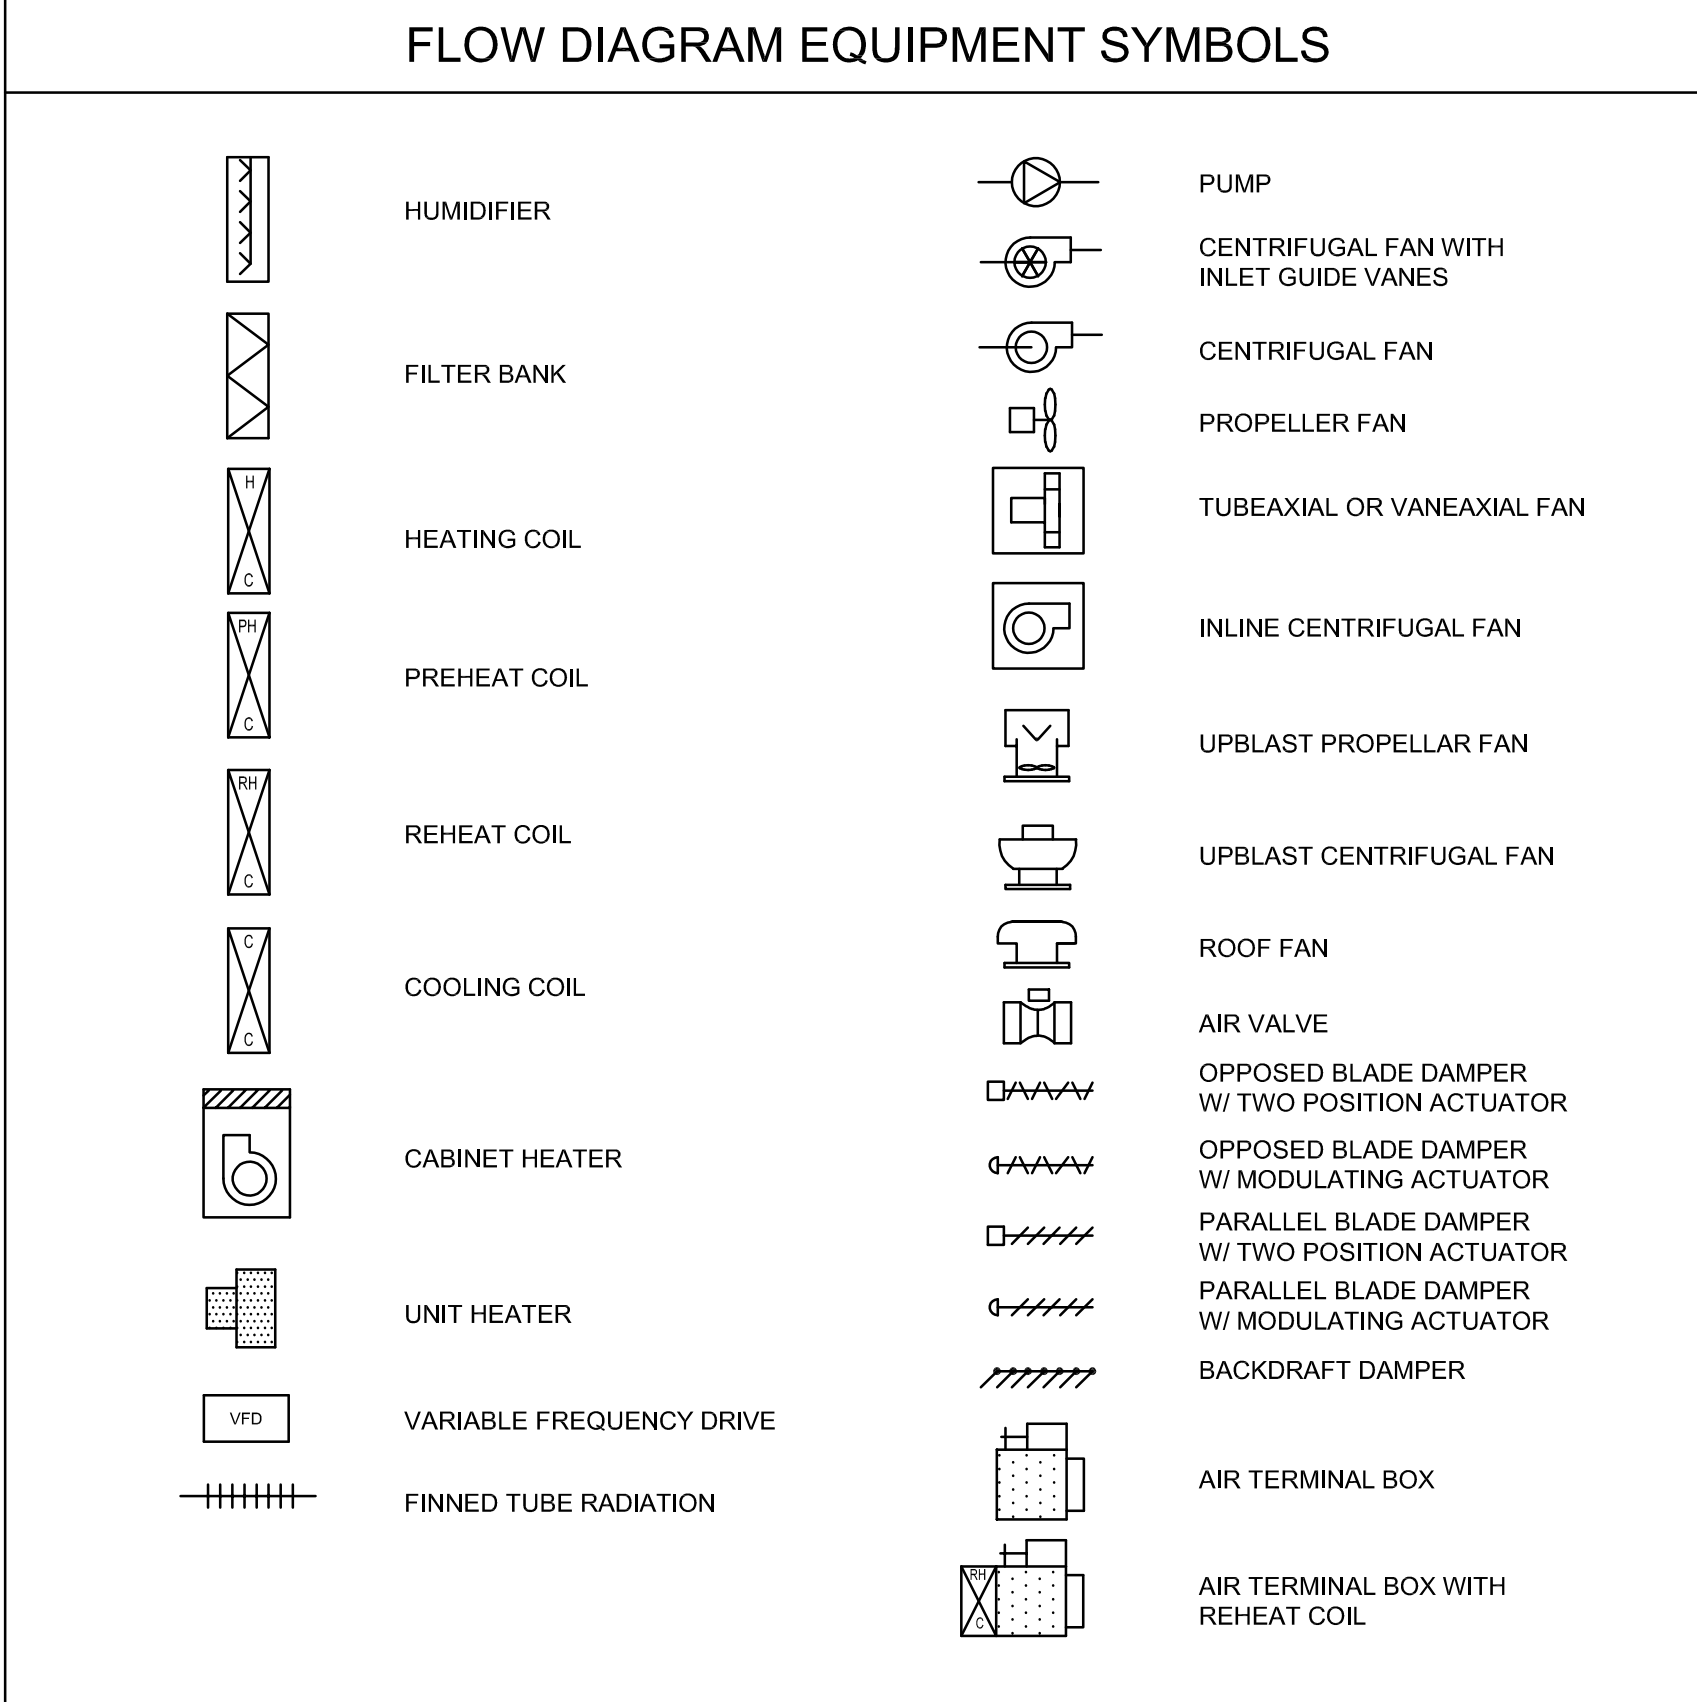 FLOW DIAGRAM EQUIPMENT SYMBOLS
HUMIDIFIER
FILTER BANK
H
C
HEATING COIL
PH
C
PREHEAT COIL
RH
C
REHEAT COIL
C
C
COOLING COIL
CABINET HEATER
UNIT HEATER
VFD
VARIABLE FREQUENCY DRIVE
FINNED TUBE RADIATION
PUMP
CENTRIFUGAL FAN WITH
INLET GUIDE VANES
CENTRIFUGAL FAN
PROPELLER FAN
TUBEAXIAL OR VANEAXIAL FAN
INLINE CENTRIFUGAL FAN
UPBLAST PROPELLAR FAN
UPBLAST CENTRIFUGAL FAN
ROOF FAN
AIR VALVE
OPPOSED BLADE DAMPER
W/ TWO POSITION ACTUATOR
OPPOSED BLADE DAMPER
W/ MODULATING ACTUATOR
PARALLEL BLADE DAMPER
W/ TWO POSITION ACTUATOR
PARALLEL BLADE DAMPER
W/ MODULATING ACTUATOR
BACKDRAFT DAMPER
AIR TERMINAL BOX
RH
C
AIR TERMINAL BOX WITH
REHEAT COIL